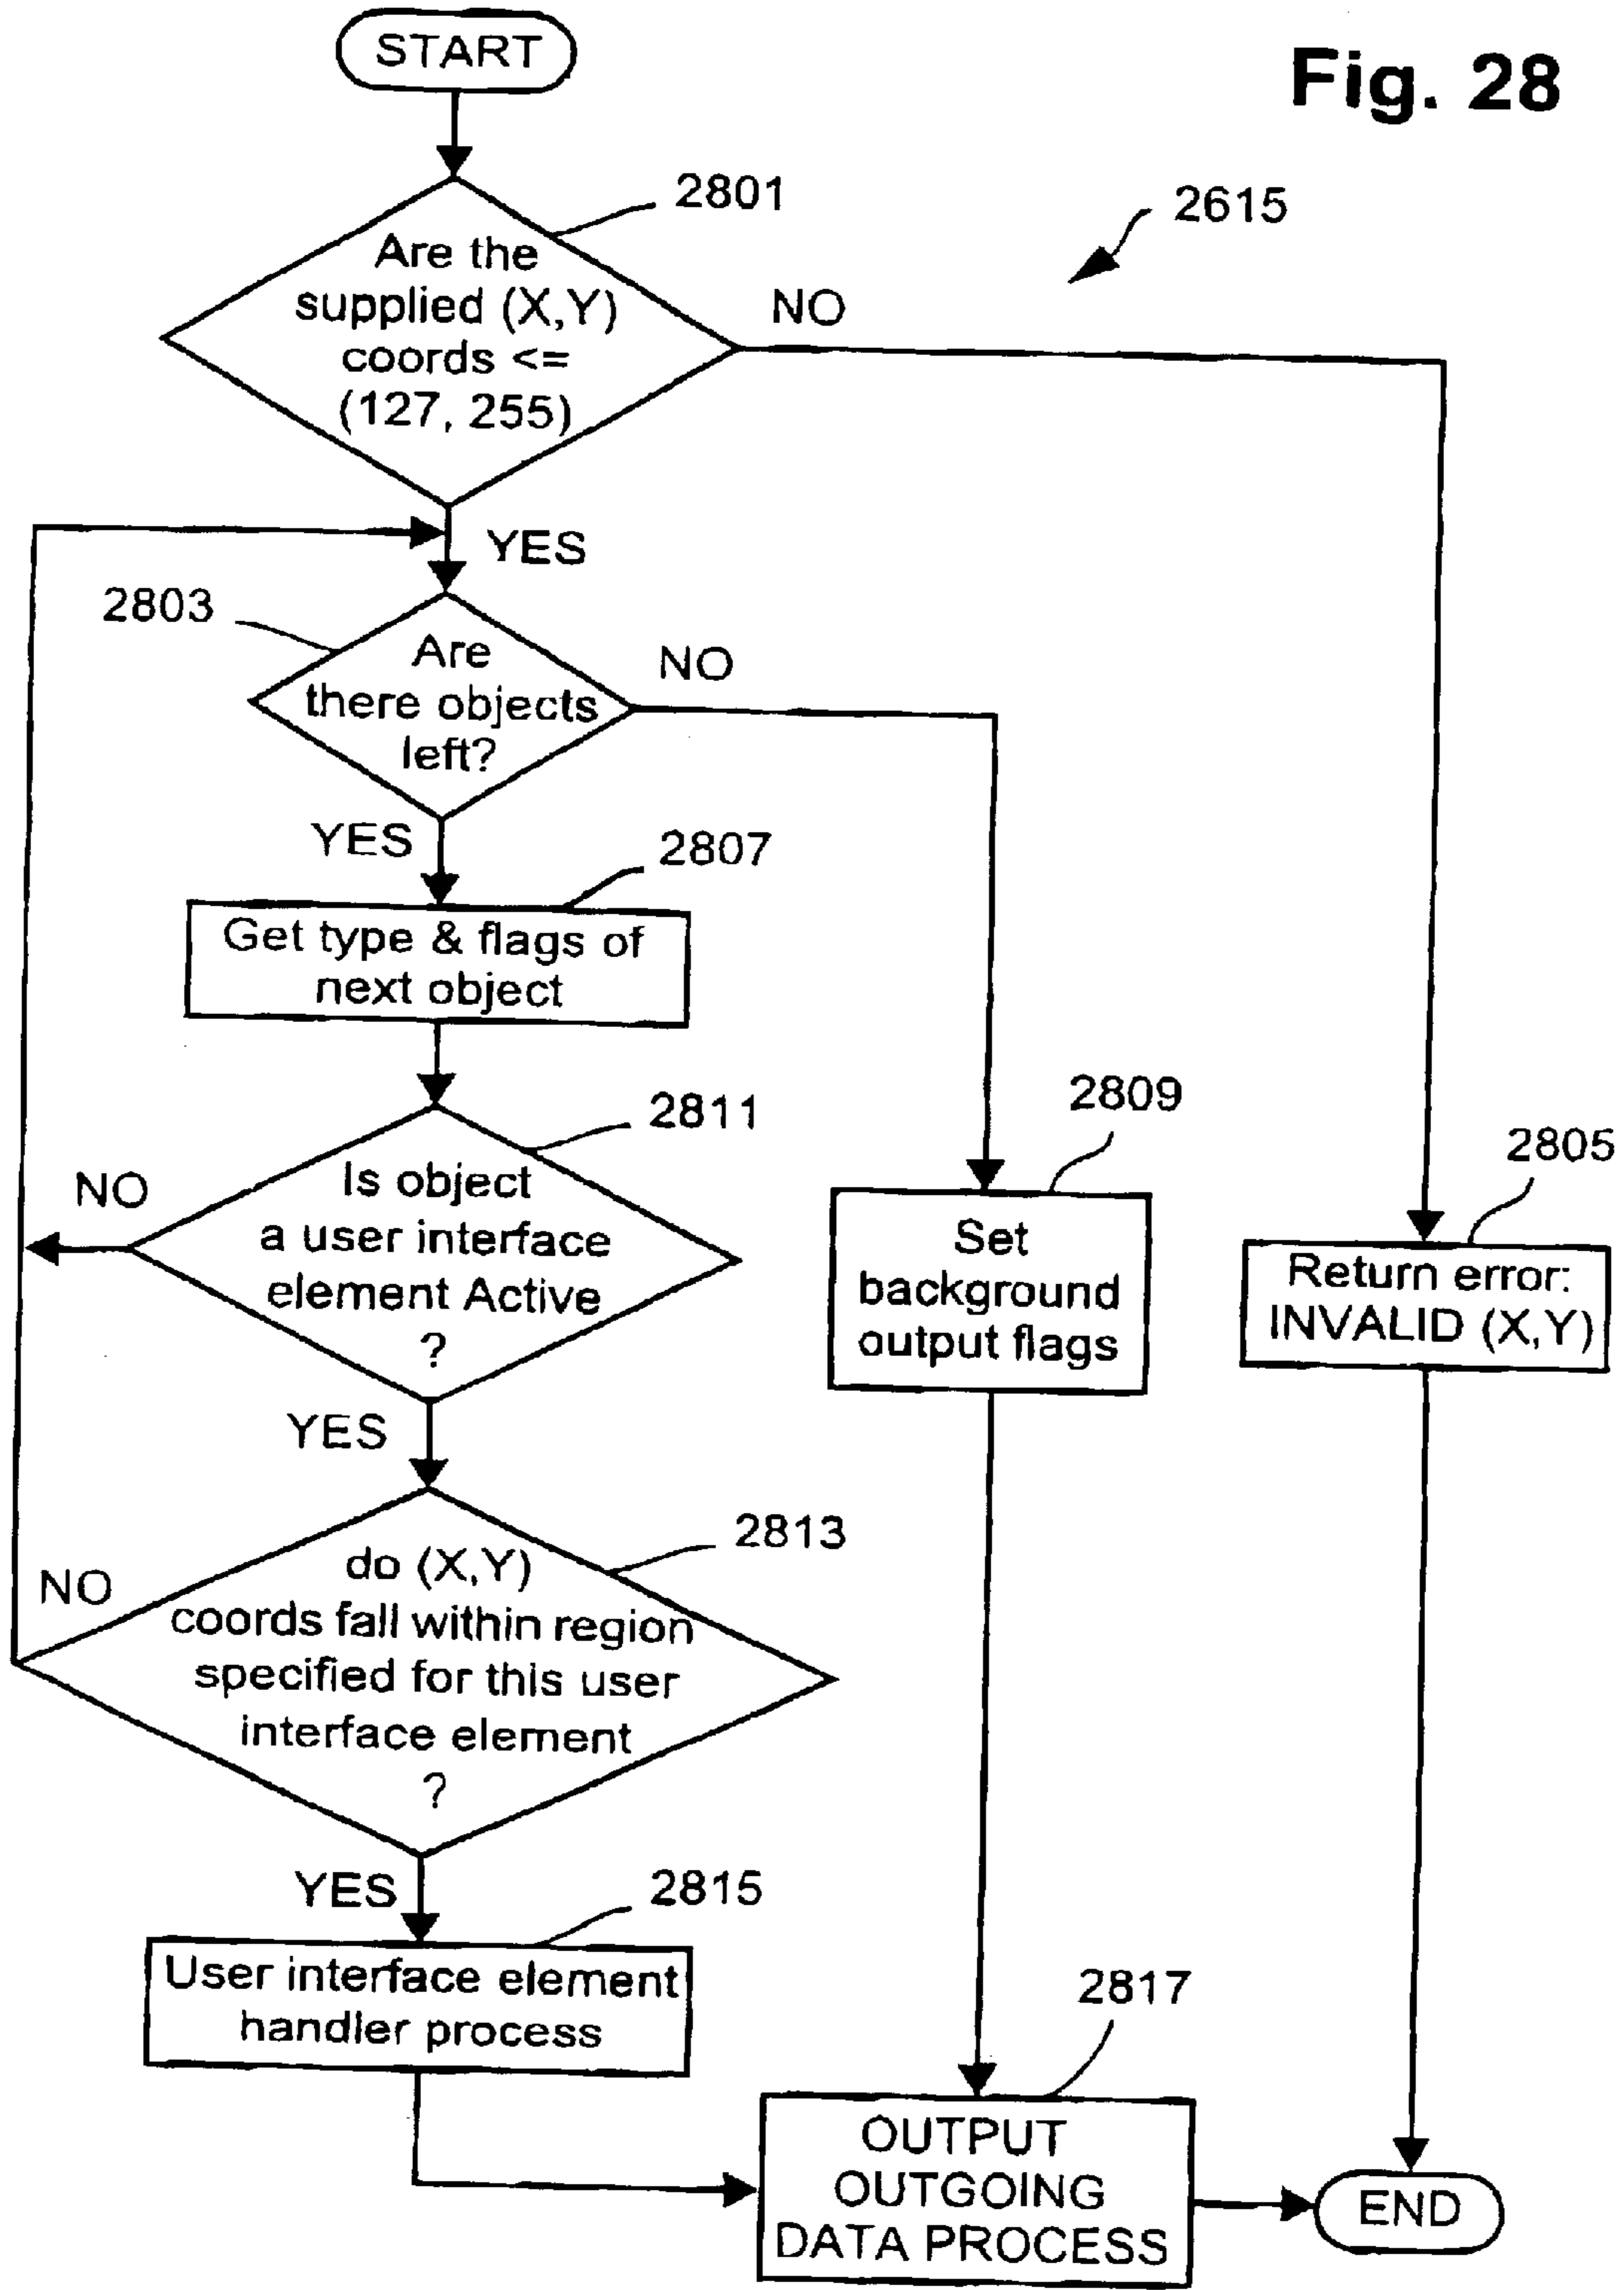 START
Fig. 28
2801
2615
Are the
supplied (X,Y)
coords <=
(127, 255)
NO
YES
2803
Are
there objects
left?
NO
YES
2807
Get type & flags of
next object
2811
Is object
a user interface
element Active
?
NO
2809
Set
background
output flags
2805
Return error:
INVALID (X,Y)
YES
2813
do (X,Y)
coords fall within region
specified for this user
interface element
?
NO
YES
2815
User interface element
handler process
2817
OUTPUT
OUTGOING
DATA PROCESS
END